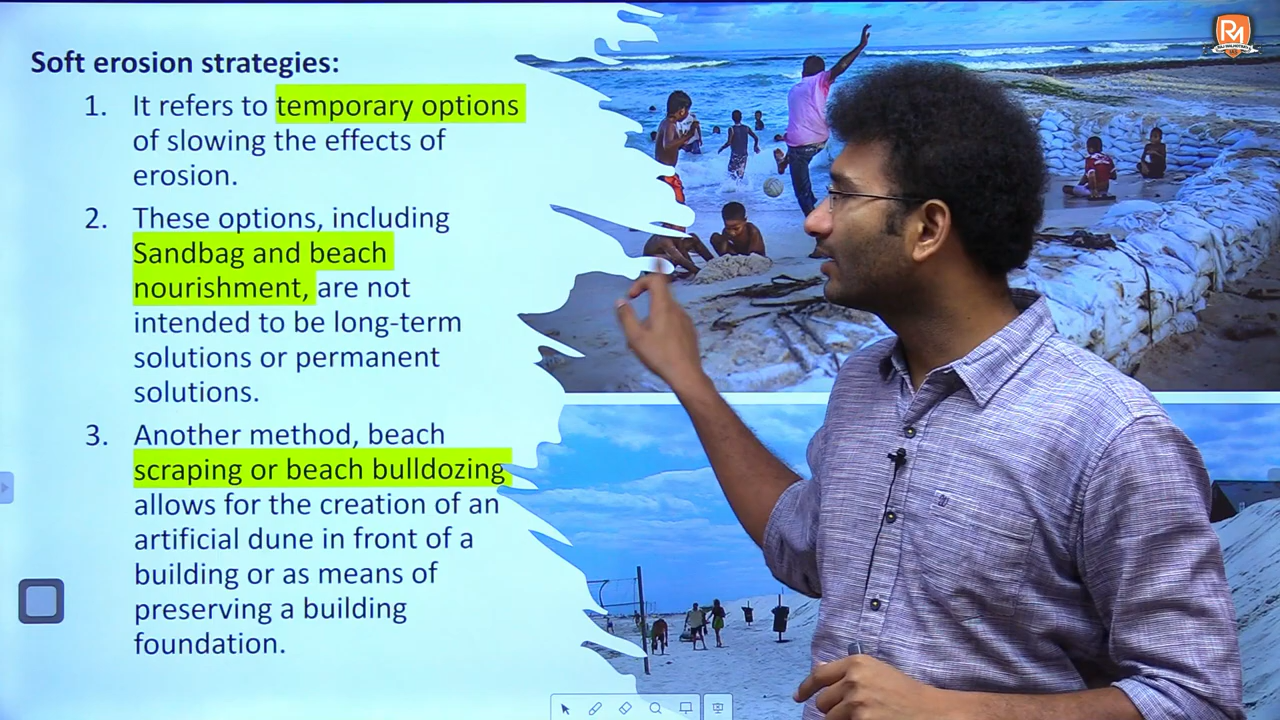 Soft erosion strategies:
1. It refers to temporary options
of slowing the effects of
erosion.
2. These options, including
Sandbag and beach
nourishment, are not
intended to be long-term
solutions or permanent
solutions.
3. Another method, beach
scraping or beach bulldozing
allows for the creation of an
artificial dune in front of a
building or as means of
preserving a building
foundation.
RM